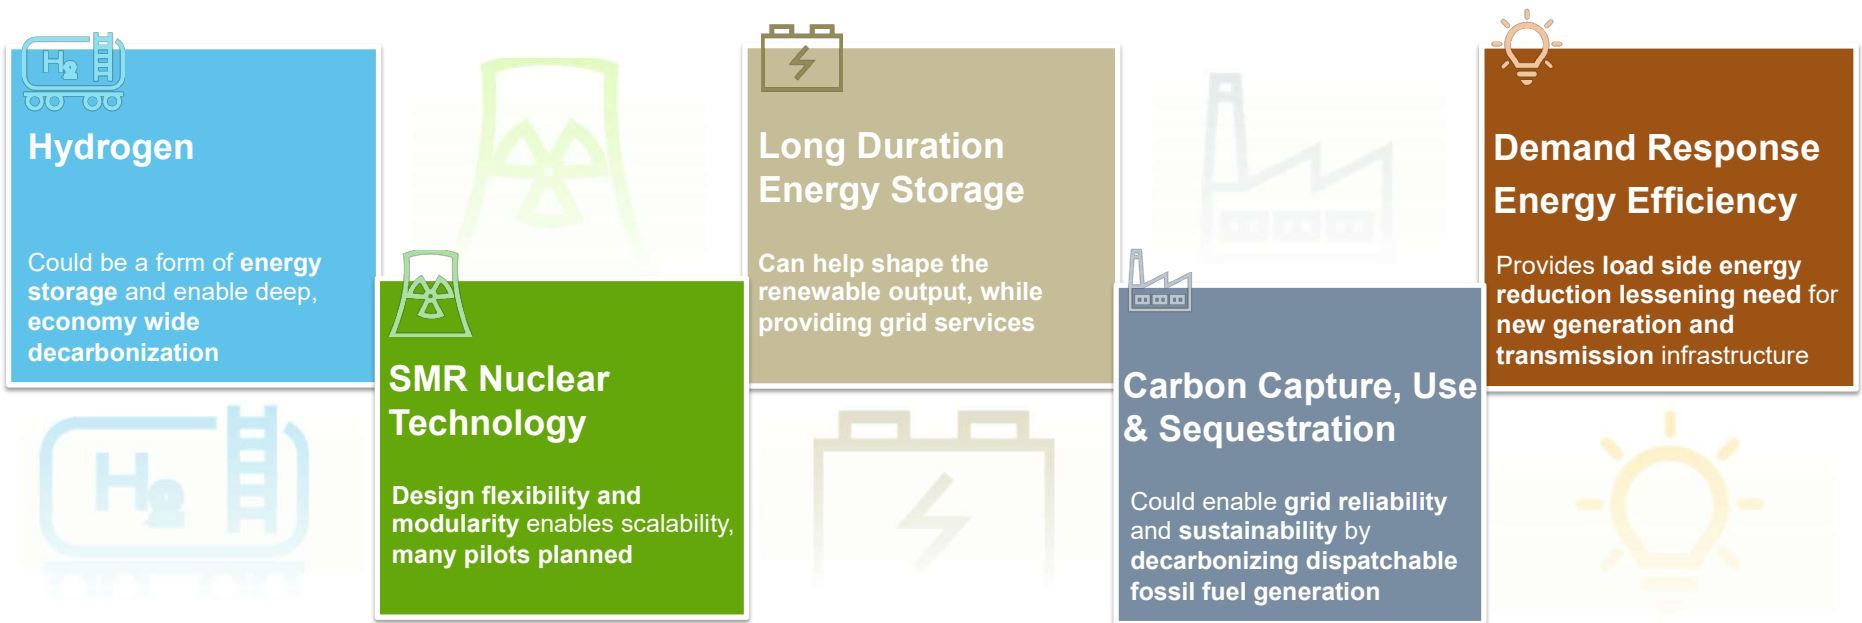 H2
Hydrogen
Could be a form of energy
storage and enable deep,
economy wide
decarbonization
H2
SMR Nuclear
Technology
Design flexibility and
modularity enables scalability,
many pilots planned
Long Duration
Energy Storage
Can help shape the
renewable output, while
providing grid services
Carbon Capture, Use
& Sequestration
Could enable grid reliability
and sustainability by
decarbonizing dispatchable
fossil fuel generation
Demand Response
Energy Efficiency
Provides load side energy
reduction lessening need for
new generation and
transmission infrastructure